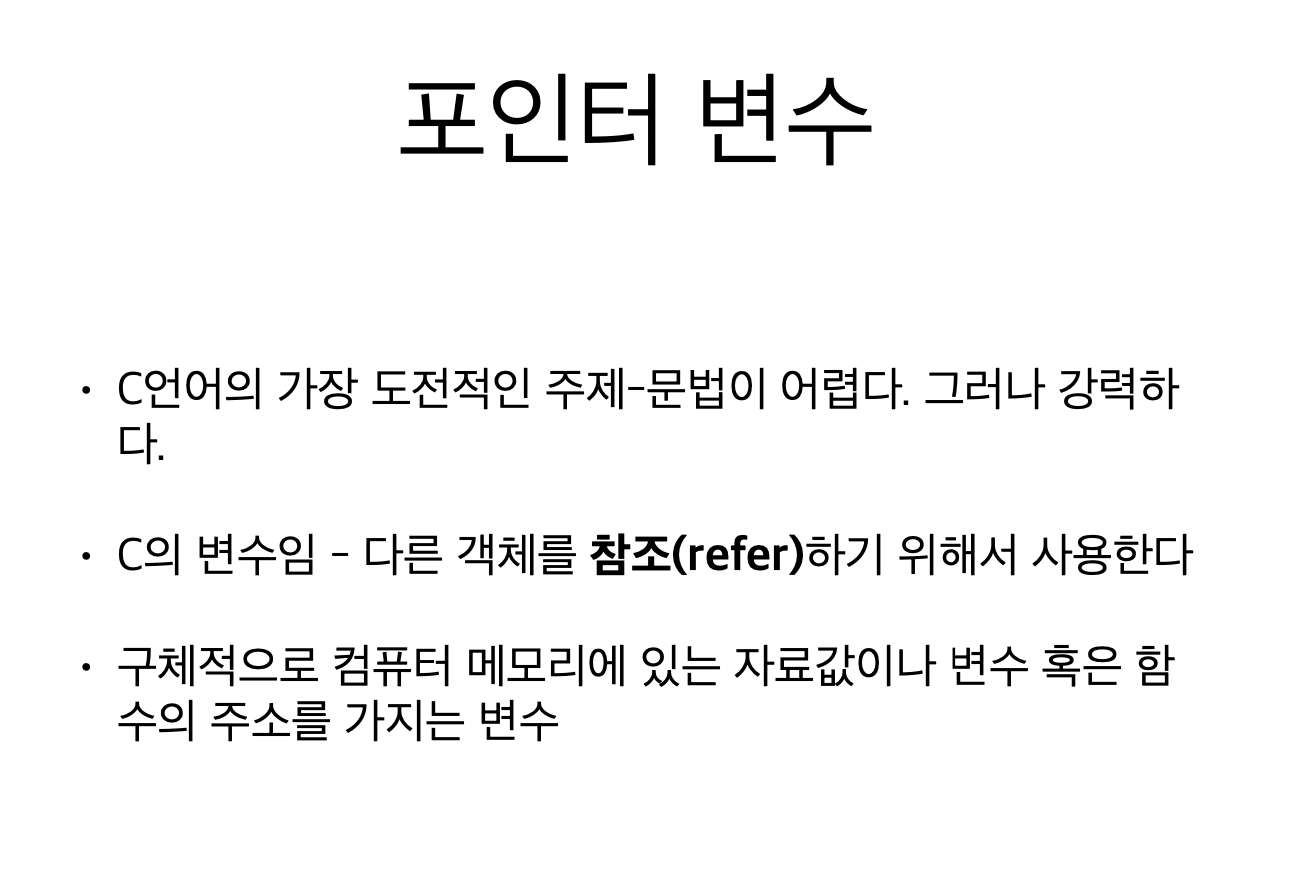 포인터 변수
• C언어의 가장 도전적인 주제-문법이 어렵다. 그러나 강력하
다.
• C의 변수임 - 다른 객체를 참조(refer)하기 위해서 사용한다
• 구체적으로 컴퓨터 메모리에 있는 자료값이나 변수 혹은 함
수의 주소를 가지는 변수